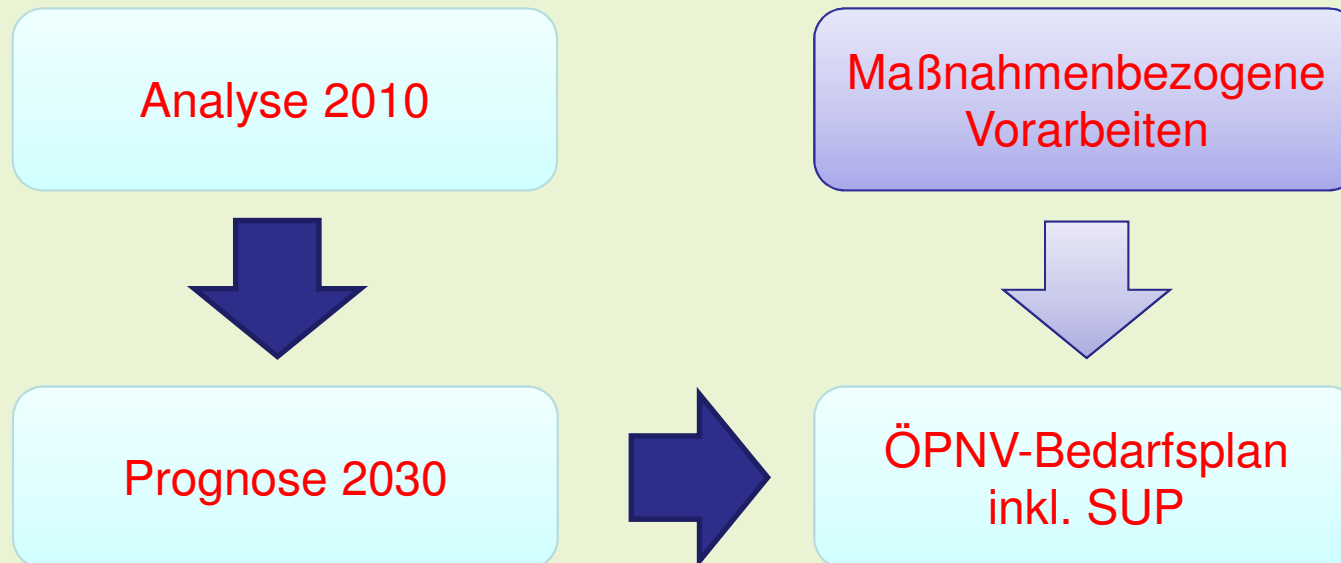 Analyse 2010
Maßnahmenbezogene
Vorarbeiten
Prognose 2030
ÖPNV-Bedarfsplan
inkl. SUP